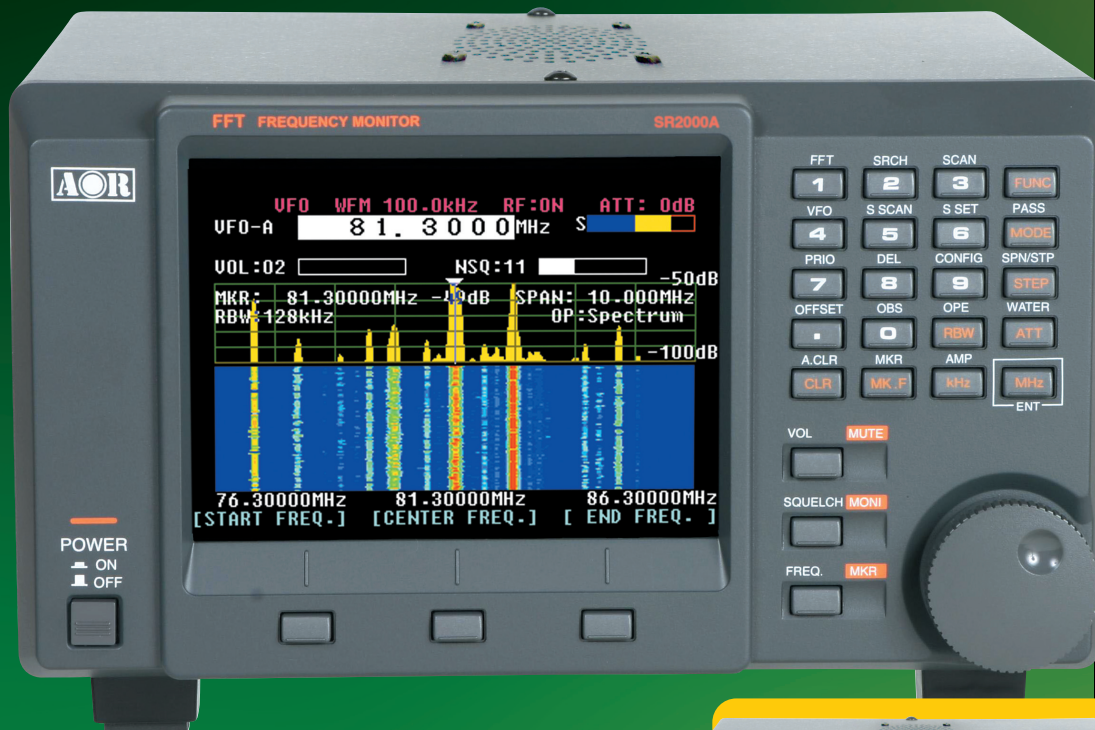 FFT FREQUENCY MONITOR SR2000A
AOR
VFO WFM 100.0kHz RF:ON ATT: 0dB
VFO-A 81.3000MHz S
VOL:02 NSQ:11
-50dB
MKR: 81.30000MHz dB SPAN: 10.000MHz
RBW:128kHz OP:Spectrum
-100dB
76.30000MHz 81.30000MHz 86.30000MHz
[START FREQ.] [CENTER FREQ.] [ END FREQ. ]
POWER
ON
OFF
FFT SRCH SCAN
1 2 3 FUNC
VFO S SCAN S SET PASS
4 5 6 MODE
PRIO DEL CONFIG SPN/STP
7 8 9 STEP
OFFSET OBS OPE WATER
. 0 RBW ATT
A.CLR MKR AMP
CLR MK.F kHz MHz
ENT
VOL MUTE
SQUELCH MONI
FREQ. MKR